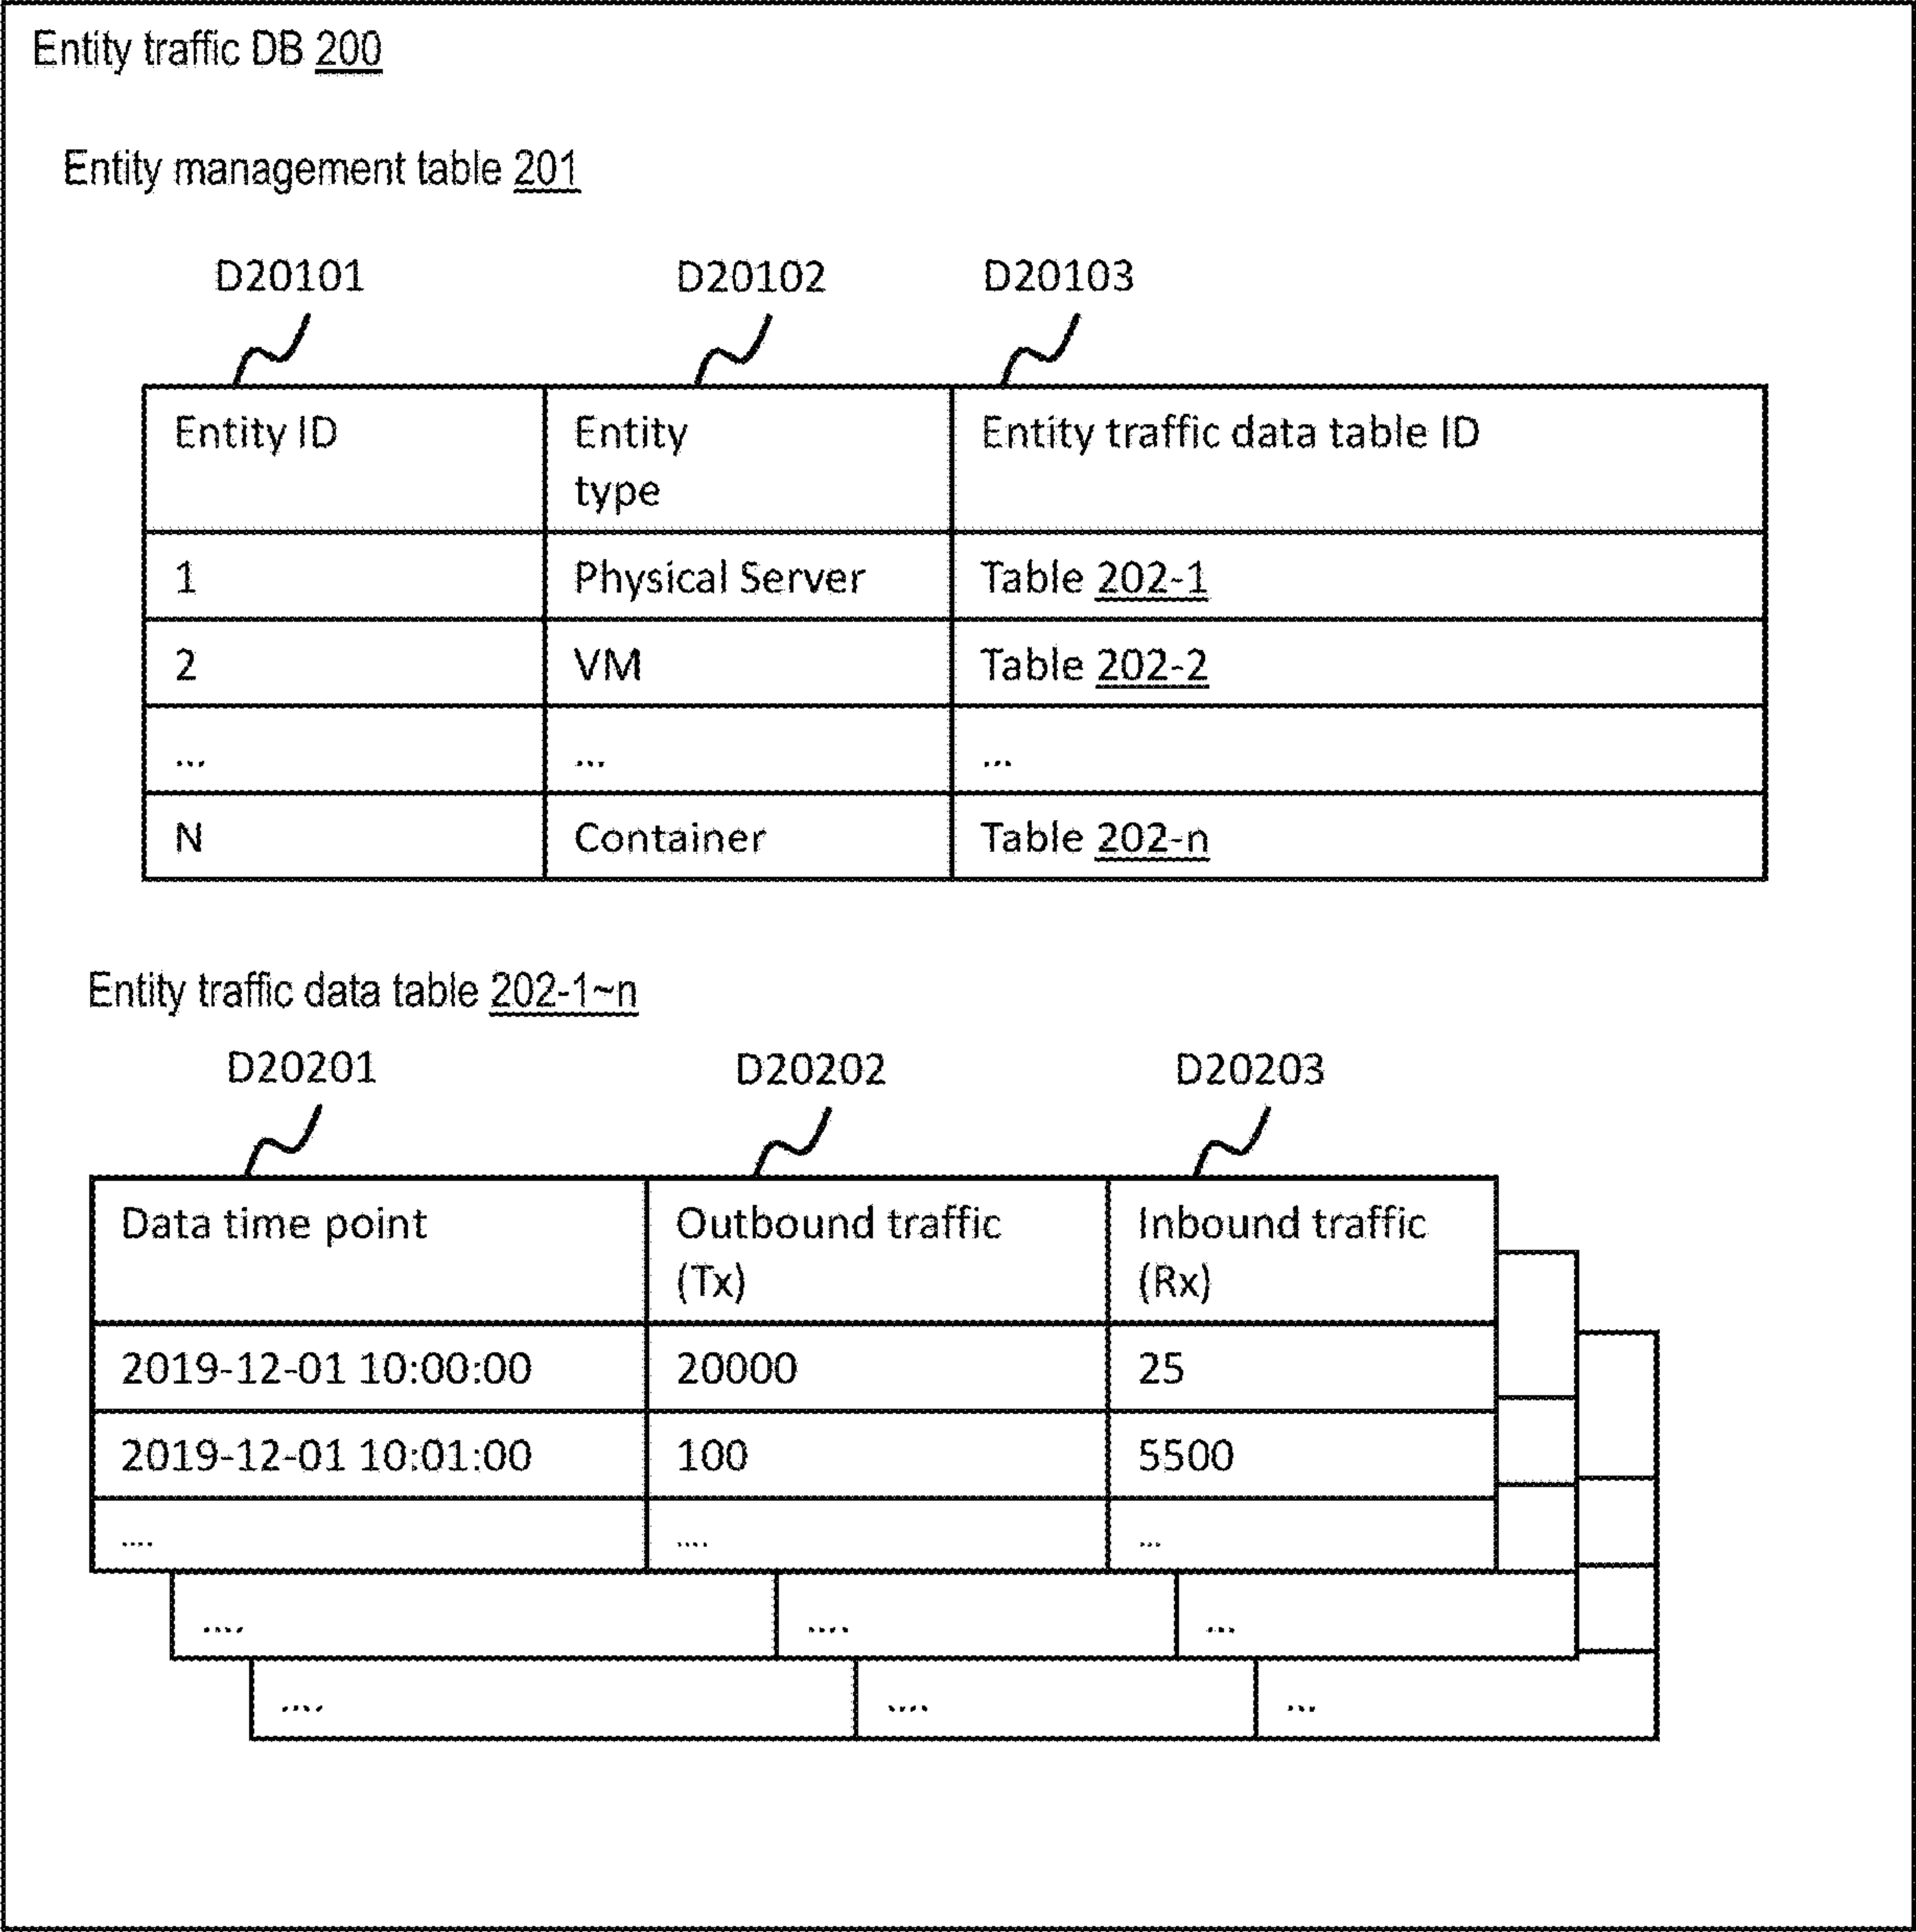 Entity traffic DB 200
Entity management table 201
D20101 D20102 D20103
Entity ID Entity type Entity traffic data table ID
1 Physical Server Table 202-1
2 VM Table 202-2
... ... ...
N Container Table 202-n
Entity traffic data table 202-1~n
D20201 D20202 D20203
Data time point Outbound traffic (Tx) Inbound traffic (Rx)
2019-12-01 10:00:00 20000 25
2019-12-01 10:01:00 100 5500
.... .... ...
.... .... ...
.... .... ...